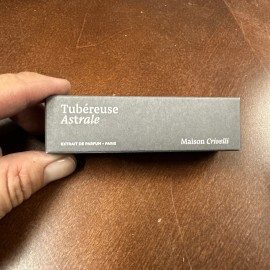 Tubéreuse
Astrale
EXTRAIT DE PARFUM • PARIS
Maison Crivelli